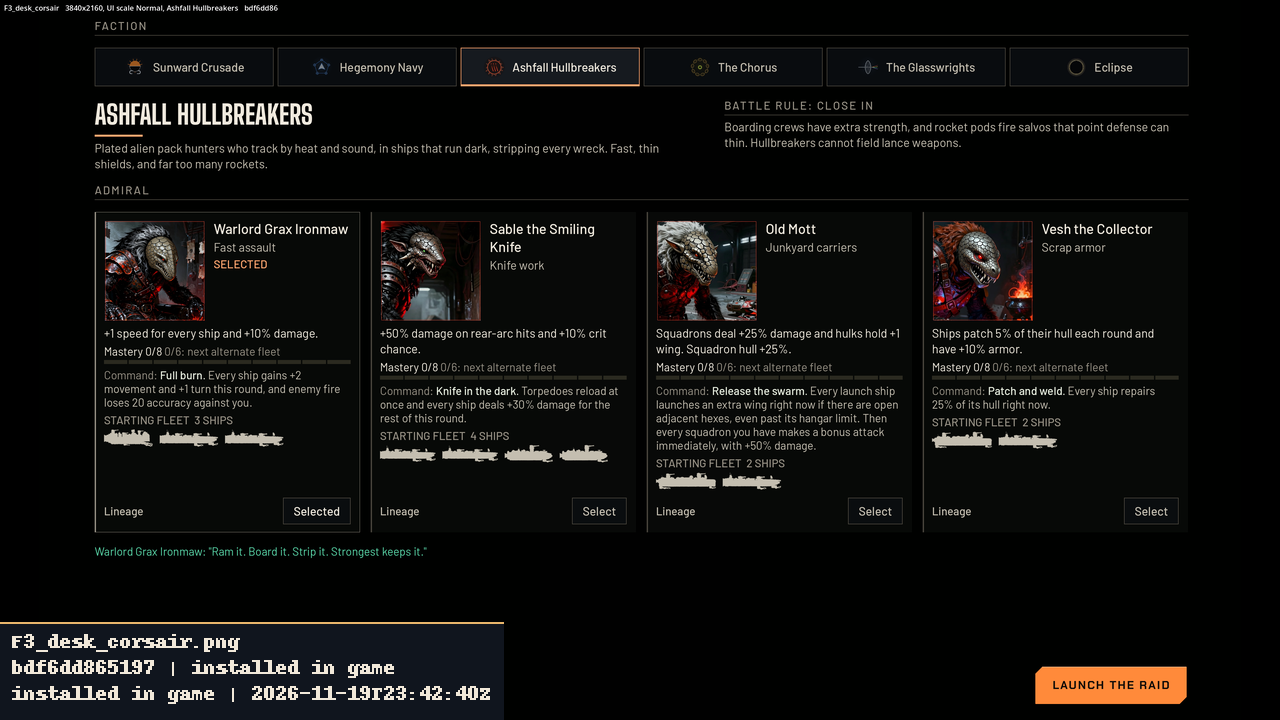 F3_desk_corsair 3840x2160, UI scale Normal, Ashfall Hullbreakers bdf6dd86
FACTION
Sunward Crusade
Hegemony Navy
Ashfall Hullbreakers
The Chorus
The Glasswrights
Eclipse
ASHFALL HULLBREAKERS
Plated alien pack hunters who track by heat and sound, in ships that run dark, stripping every wreck. Fast, thin
shields, and far too many rockets.
BATTLE RULE: CLOSE IN
Boarding crews have extra strength, and rocket pods fire salvos that point defense can
thin. Hullbreakers cannot field lance weapons.
ADMIRAL
Warlord Grax Ironmaw
Fast assault
SELECTED
+1 speed for every ship and +10% damage.
Mastery 0/8 0/6: next alternate fleet
Command: Full burn. Every ship gains +2
movement and +1 turn this round, and enemy fire
loses 20 accuracy against you.
STARTING FLEET 3 SHIPS
Lineage
Selected
Sable the Smiling
Knife
Knife work
+50% damage on rear-arc hits and +10% crit
chance.
Mastery 0/8 0/6: next alternate fleet
Command: Knife in the dark. Torpedoes reload at
once and every ship deals +30% damage for the
rest of this round.
STARTING FLEET 4 SHIPS
Lineage
Select
Old Mott
Junkyard carriers
Squadrons deal +25% damage and hulks hold +1
wing. Squadron hull +25%.
Mastery 0/8 0/6: next alternate fleet
Command: Release the swarm. Every launch ship
launches an extra wing right now if there are open
adjacent hexes, even past its hangar limit. Then
every squadron you have makes a bonus attack
immediately, with +50% damage.
STARTING FLEET 2 SHIPS
Lineage
Select
Vesh the Collector
Scrap armor
Ships patch 5% of their hull each round and
have +10% armor.
Mastery 0/8 0/6: next alternate fleet
Command: Patch and weld. Every ship repairs
25% of its hull right now.
STARTING FLEET 2 SHIPS
Lineage
Select
Warlord Grax Ironmaw: "Ram it. Board it. Strip it. Strongest keeps it."
F3_desk_corsair.png
bdf6dd865197 | installed in game
installed in game | 2026-11-19T23:42:40Z
LAUNCH THE RAID